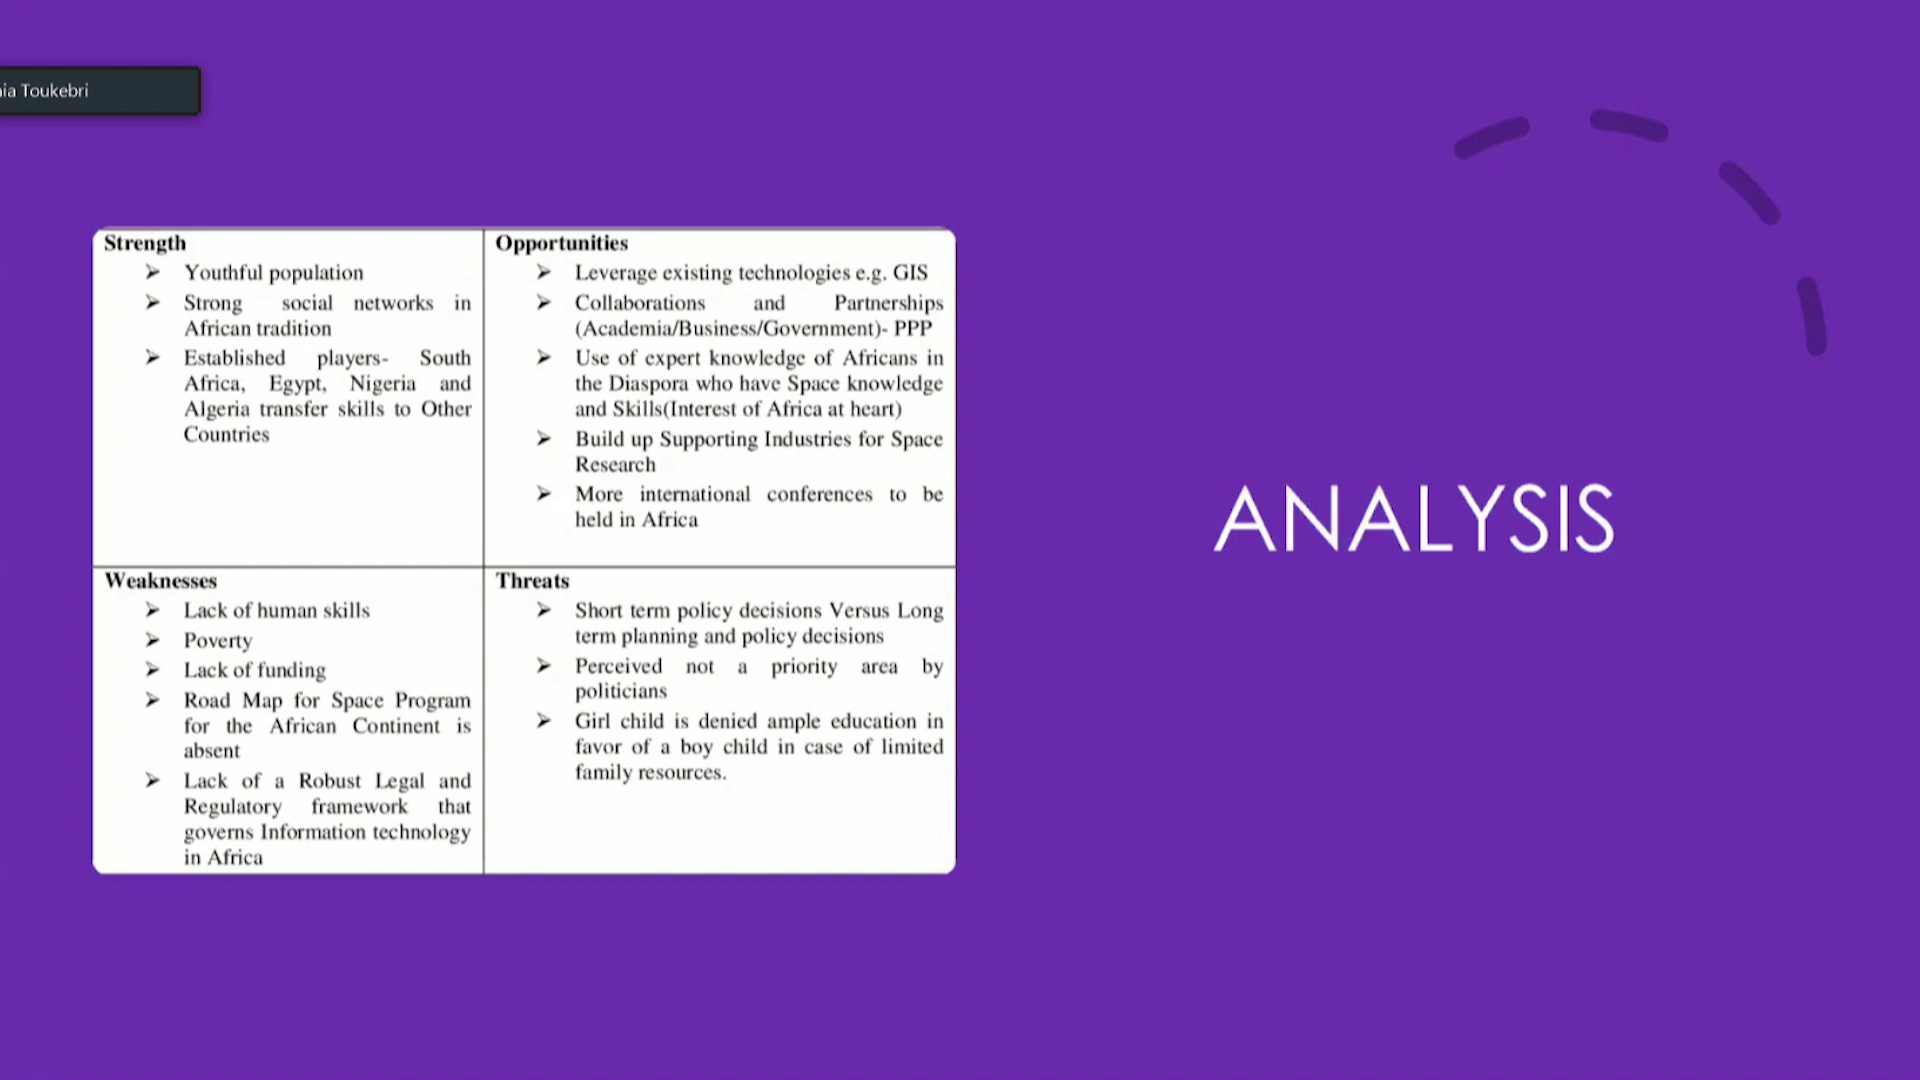 Toukebri
Strength
➢ Youthful population
➢ Strong social networks in
African tradition
➢ Established players- South
Africa, Egypt, Nigeria and
Algeria transfer skills to Other
Countries
Opportunities
➢ Leverage existing technologies e.g. GIS
➢ Collaborations and Partnerships
(Academia/Business/Government)- PPP
➢ Use of expert knowledge of Africans in
the Diaspora who have Space knowledge
and Skills(Interest of Africa at heart)
➢ Build up Supporting Industries for Space
Research
➢ More international conferences to be
held in Africa
Weaknesses
➢ Lack of human skills
➢ Poverty
➢ Lack of funding
➢ Road Map for Space Program
for the African Continent is
absent
➢ Lack of a Robust Legal and
Regulatory framework that
governs Information technology
in Africa
Threats
➢ Short term policy decisions Versus Long
term planning and policy decisions
➢ Perceived not a priority area by
politicians
➢ Girl child is denied ample education in
favor of a boy child in case of limited
family resources.
ANALYSIS